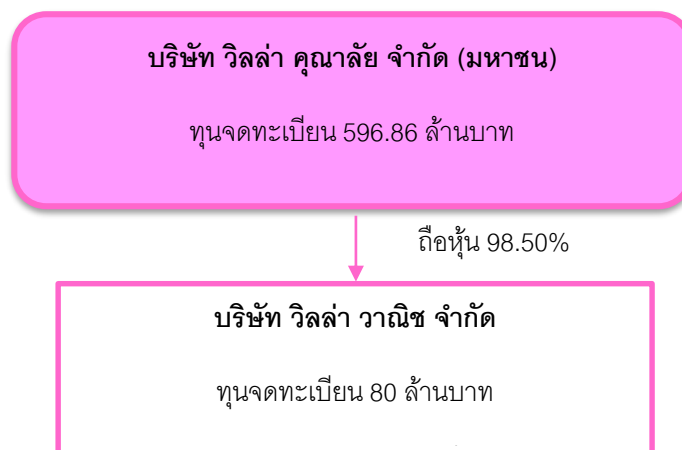 บริษัท วิลล่า คุณาลัย จำกัด (มหาชน)
ทุนจดทะเบียน 596.86 ล้านบาท
ถือหุ้น 98.50%
บริษัท วิลล่า วาณิช จำกัด
ทุนจดทะเบียน 80 ล้านบาท